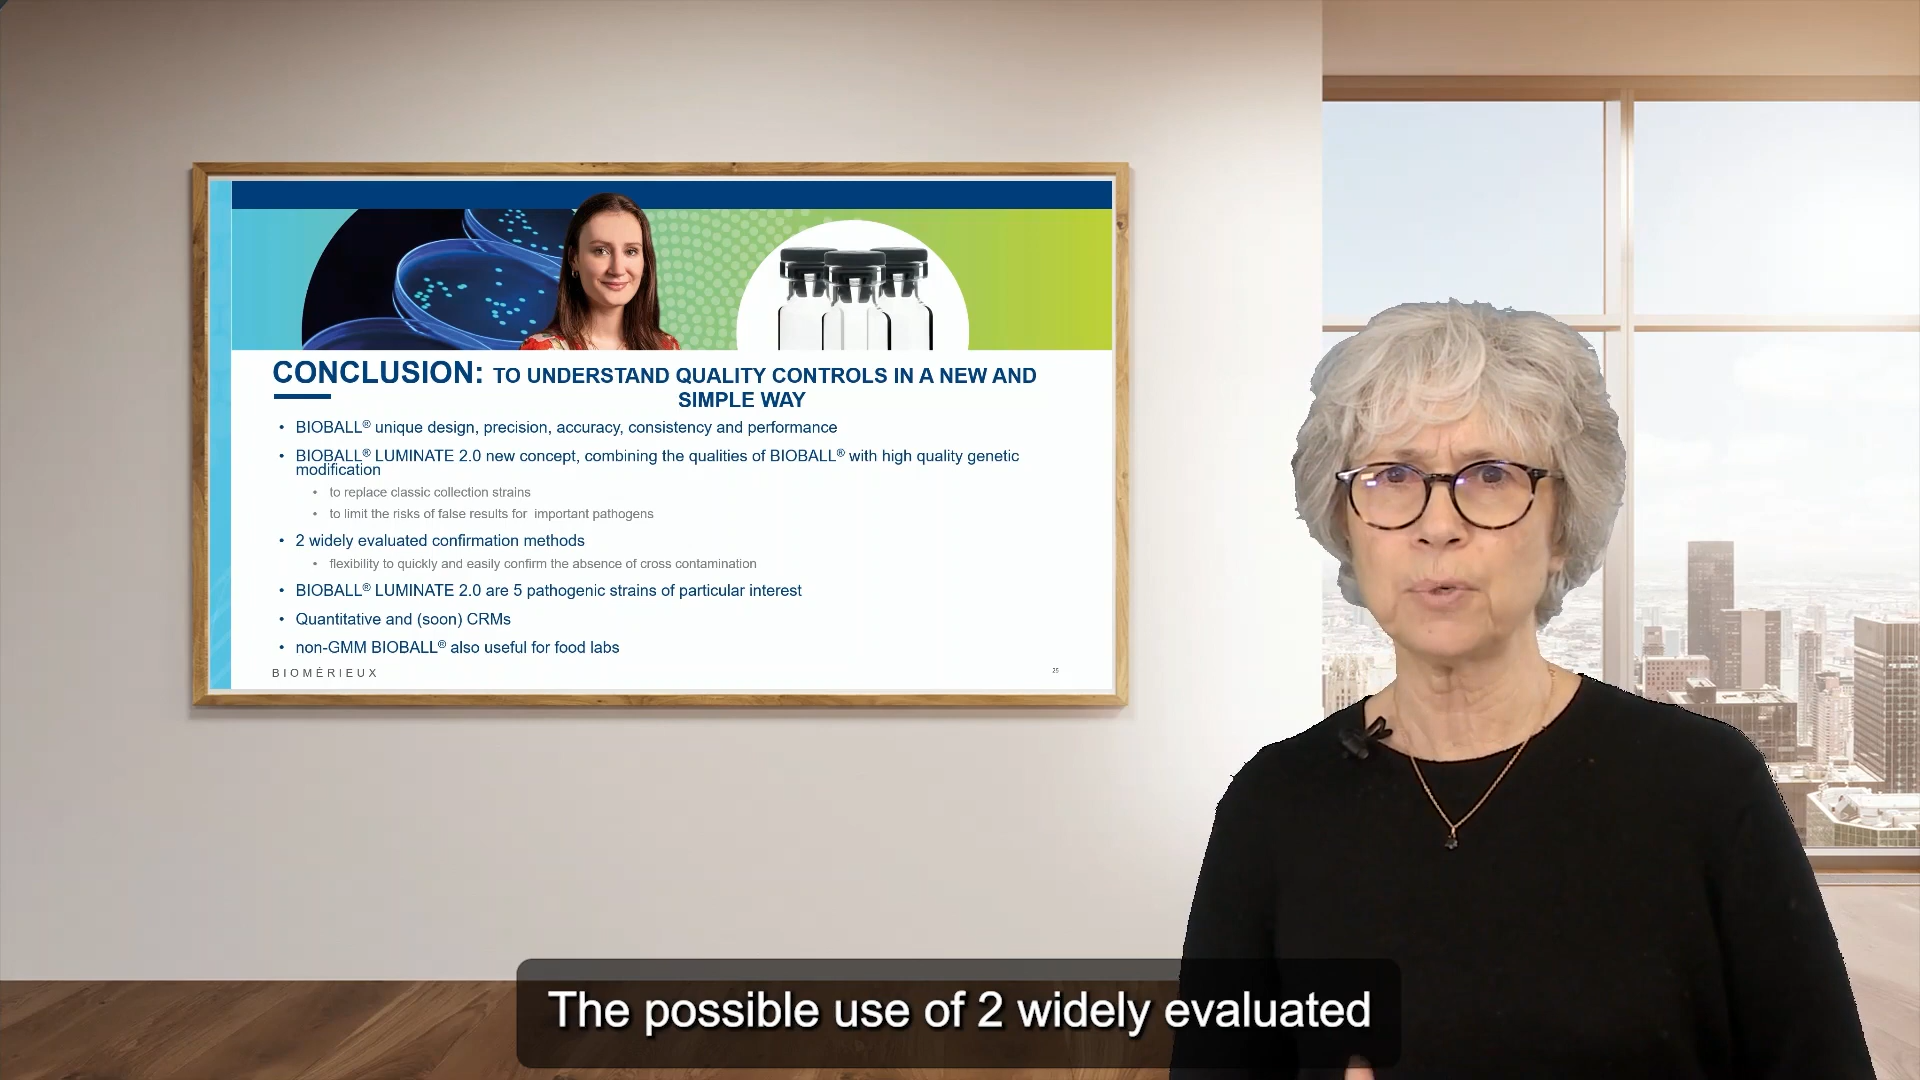 CONCLUSION: TO UNDERSTAND QUALITY CONTROLS IN A NEW AND
SIMPLE WAY
• BIOBALL® unique design, precision, accuracy, consistency and performance
• BIOBALL® LUMINATE 2.0 new concept, combining the qualities of BIOBALL® with high quality genetic
modification
• to replace classic collection strains
• to limit the risks of false results for important pathogens
• 2 widely evaluated confirmation methods
• flexibility to quickly and easily confirm the absence of cross contamination
• BIOBALL® LUMINATE 2.0 are 5 pathogenic strains of particular interest
• Quantitative and (soon) CRMs
• non-GMM BIOBALL® also useful for food labs
BIOMÉRIEUX
25
The possible use of 2 widely evaluated